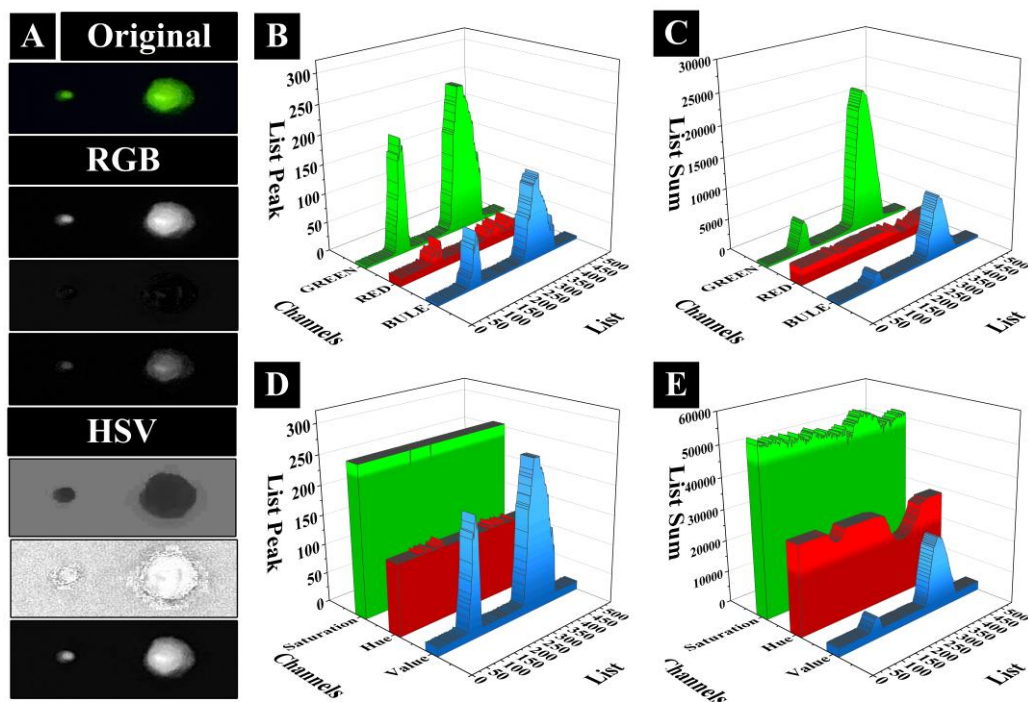 A
Original
RGB
HSV
B
300
250
200
150
100
50
0
List Peak
GREEN
RED
BULE
Channels
0
50
100
150
200
250
300
350
400
450
500
List
C
30000
25000
20000
15000
10000
5000
0
List Sum
GREEN
RED
BULE
Channels
0
50
100
150
200
250
300
350
400
450
500
List
D
300
250
200
150
100
50
0
List Peak
Saturation
Hue
Value
Channels
0
50
100
150
200
250
300
350
400
450
500
List
E
60000
50000
40000
30000
20000
10000
0
List Sum
Saturation
Hue
Value
Channels
0
50
100
150
200
250
300
350
400
450
500
List